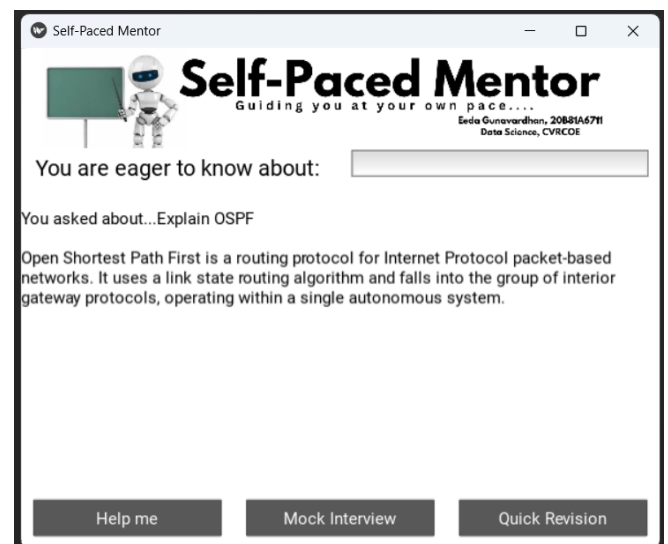 Self-Paced Mentor
Self-Paced Mentor
Guiding you at your own pace....
Eeda Gunavardhan, 20B81A6711
Data Science, CVRCOE
You are eager to know about:
You asked about...Explain OSPF
Open Shortest Path First is a routing protocol for Internet Protocol packet-based
networks. It uses a link state routing algorithm and falls into the group of interior
gateway protocols, operating within a single autonomous system.
Help me
Mock Interview
Quick Revision